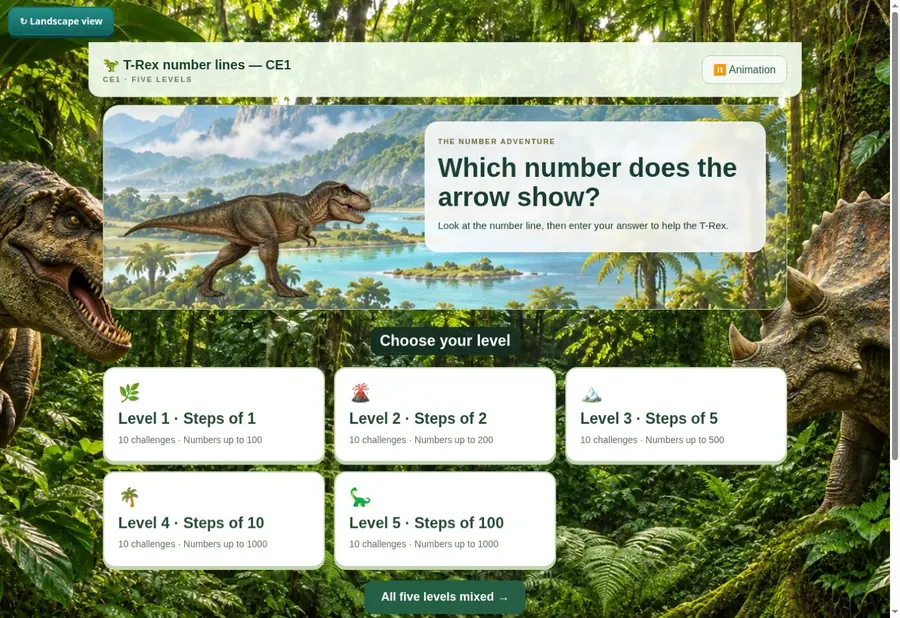 ↻ Landscape view
T-Rex number lines — CE1
CE1 · FIVE LEVELS
Animation
THE NUMBER ADVENTURE
Which number does the
arrow show?
Look at the number line, then enter your answer to help the T-Rex.
Choose your level
Level 1 · Steps of 1
10 challenges · Numbers up to 100
Level 2 · Steps of 2
10 challenges · Numbers up to 200
Level 3 · Steps of 5
10 challenges · Numbers up to 500
Level 4 · Steps of 10
10 challenges · Numbers up to 1000
Level 5 · Steps of 100
10 challenges · Numbers up to 1000
All five levels mixed →